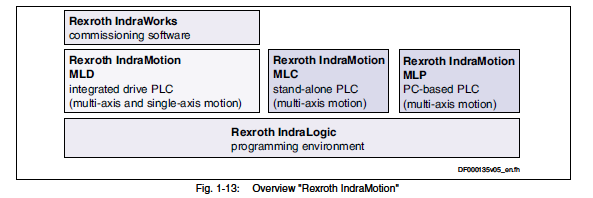 Rexroth IndraWorks
commissioning software
Rexroth IndraMotion
MLD
integrated drive PLC
(multi-axis and single-axis motion)
Rexroth IndraMotion
MLC
stand-alone PLC
(multi-axis motion)
Rexroth IndraMotion
MLP
PC-based PLC
(multi-axis motion)
Rexroth IndraLogic
programming environment
DF000135v05_en.fh
Fig. 1-13: Overview "Rexroth IndraMotion"